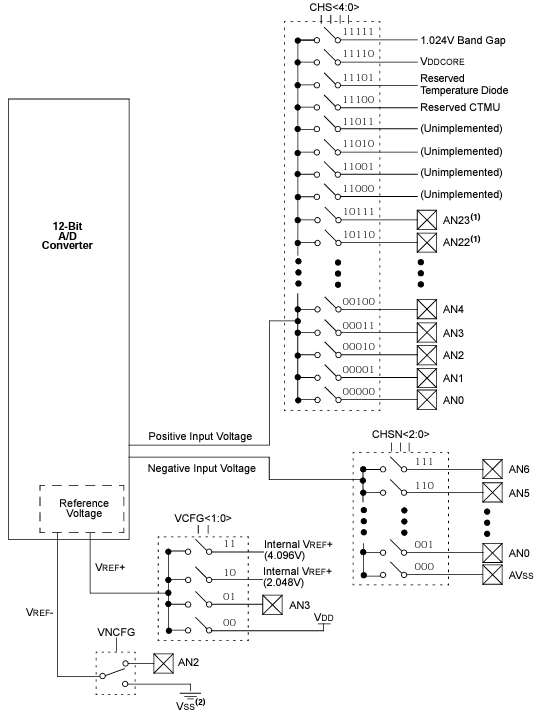 CHS<4:0>
11111 1.024V Band Gap
11110 VDDCORE
11101 Reserved
Temperature Diode
11100 Reserved CTMU
11011 (Unimplemented)
11010 (Unimplemented)
11001 (Unimplemented)
11000 (Unimplemented)
10111 AN23(1)
10110 AN22(1)
12-Bit
A/D
Converter
00100 AN4
00011 AN3
00010 AN2
00001 AN1
00000 AN0
Positive Input Voltage
Negative Input Voltage
CHSN<2:0>
111 AN6
110 AN5
001 AN0
000 AVSS
Reference
Voltage
VCFG<1:0>
11 Internal VREF+
(4.096V)
10 Internal VREF+
(2.048V)
01 AN3
00 VDD
VREF+
VREF-
VNCFG
AN2
VSS(2)